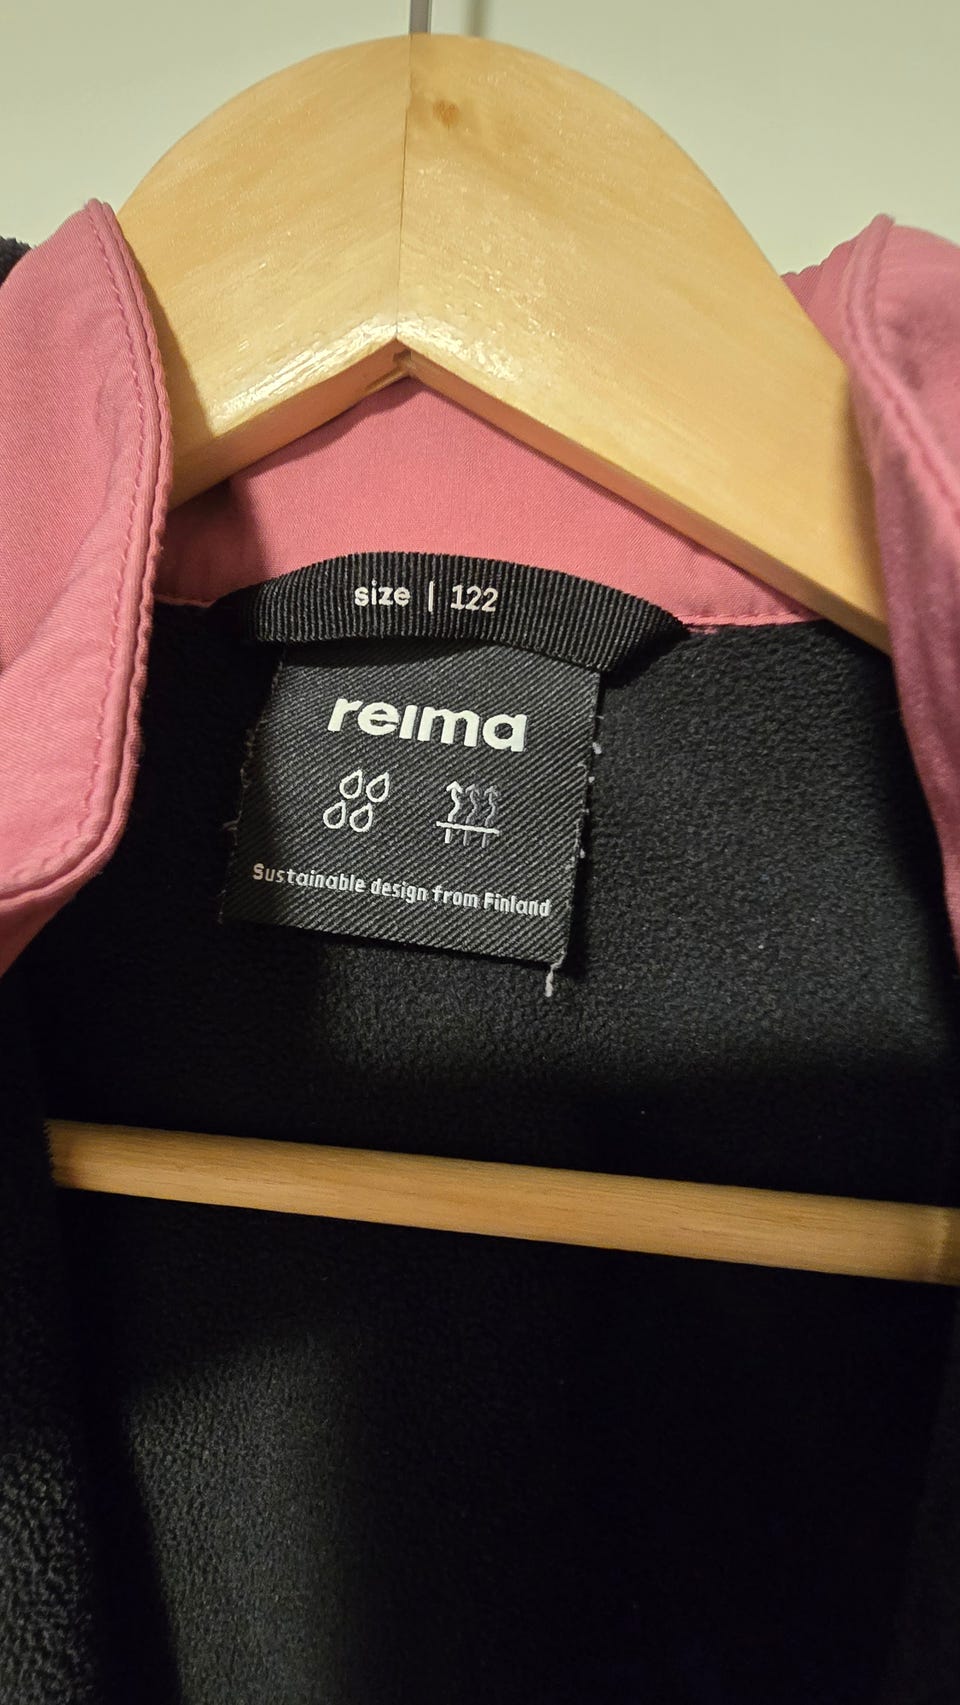 size | 122
reima
Sustainable design from Finland